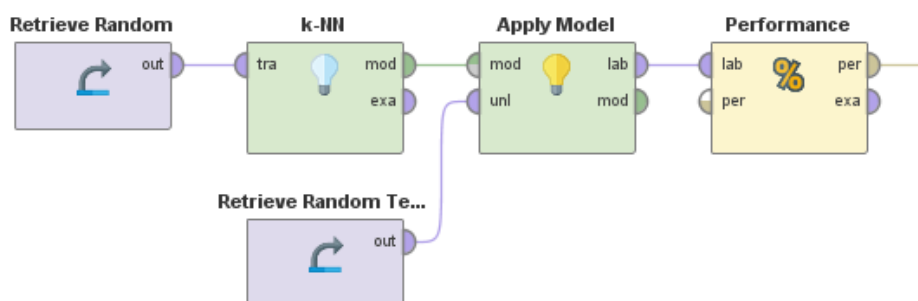 Retrieve Random
out
k-NN
tra
mod
exa
Apply Model
mod
lab
unl
mod
Performance
%
lab
per
per
exa
Retrieve Random Te...
out